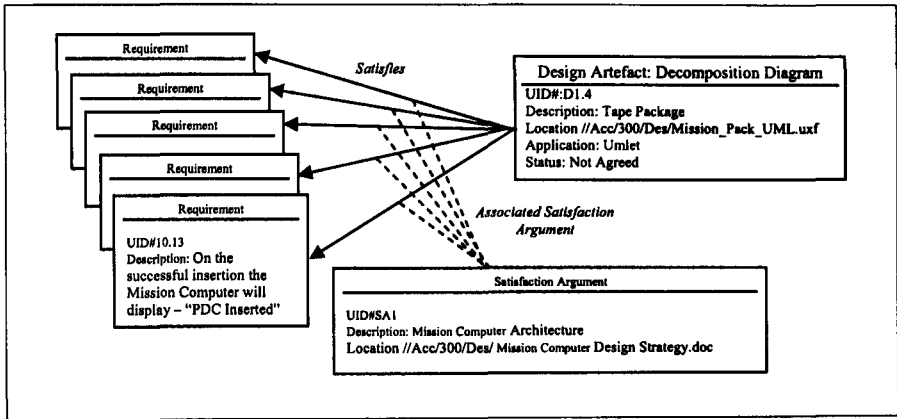 Requirement
Requirement
Requirement
Requirement
Requirement
UID#10.13
Description: On the
successful insertion the
Mission Computer will
display – "PDC Inserted"
Satisfies
Design Artefact: Decomposition Diagram
UID#:D1.4
Description: Tape Package
Location //Acc/300/Des/Mission_Pack_UML.uxf
Application: Umlet
Status: Not Agreed
Associated Satisfaction
Argument
Satisfaction Argument
UID#SA1
Description: Mission Computer Architecture
Location //Acc/300/Des/ Mission Computer Design Strategy.doc